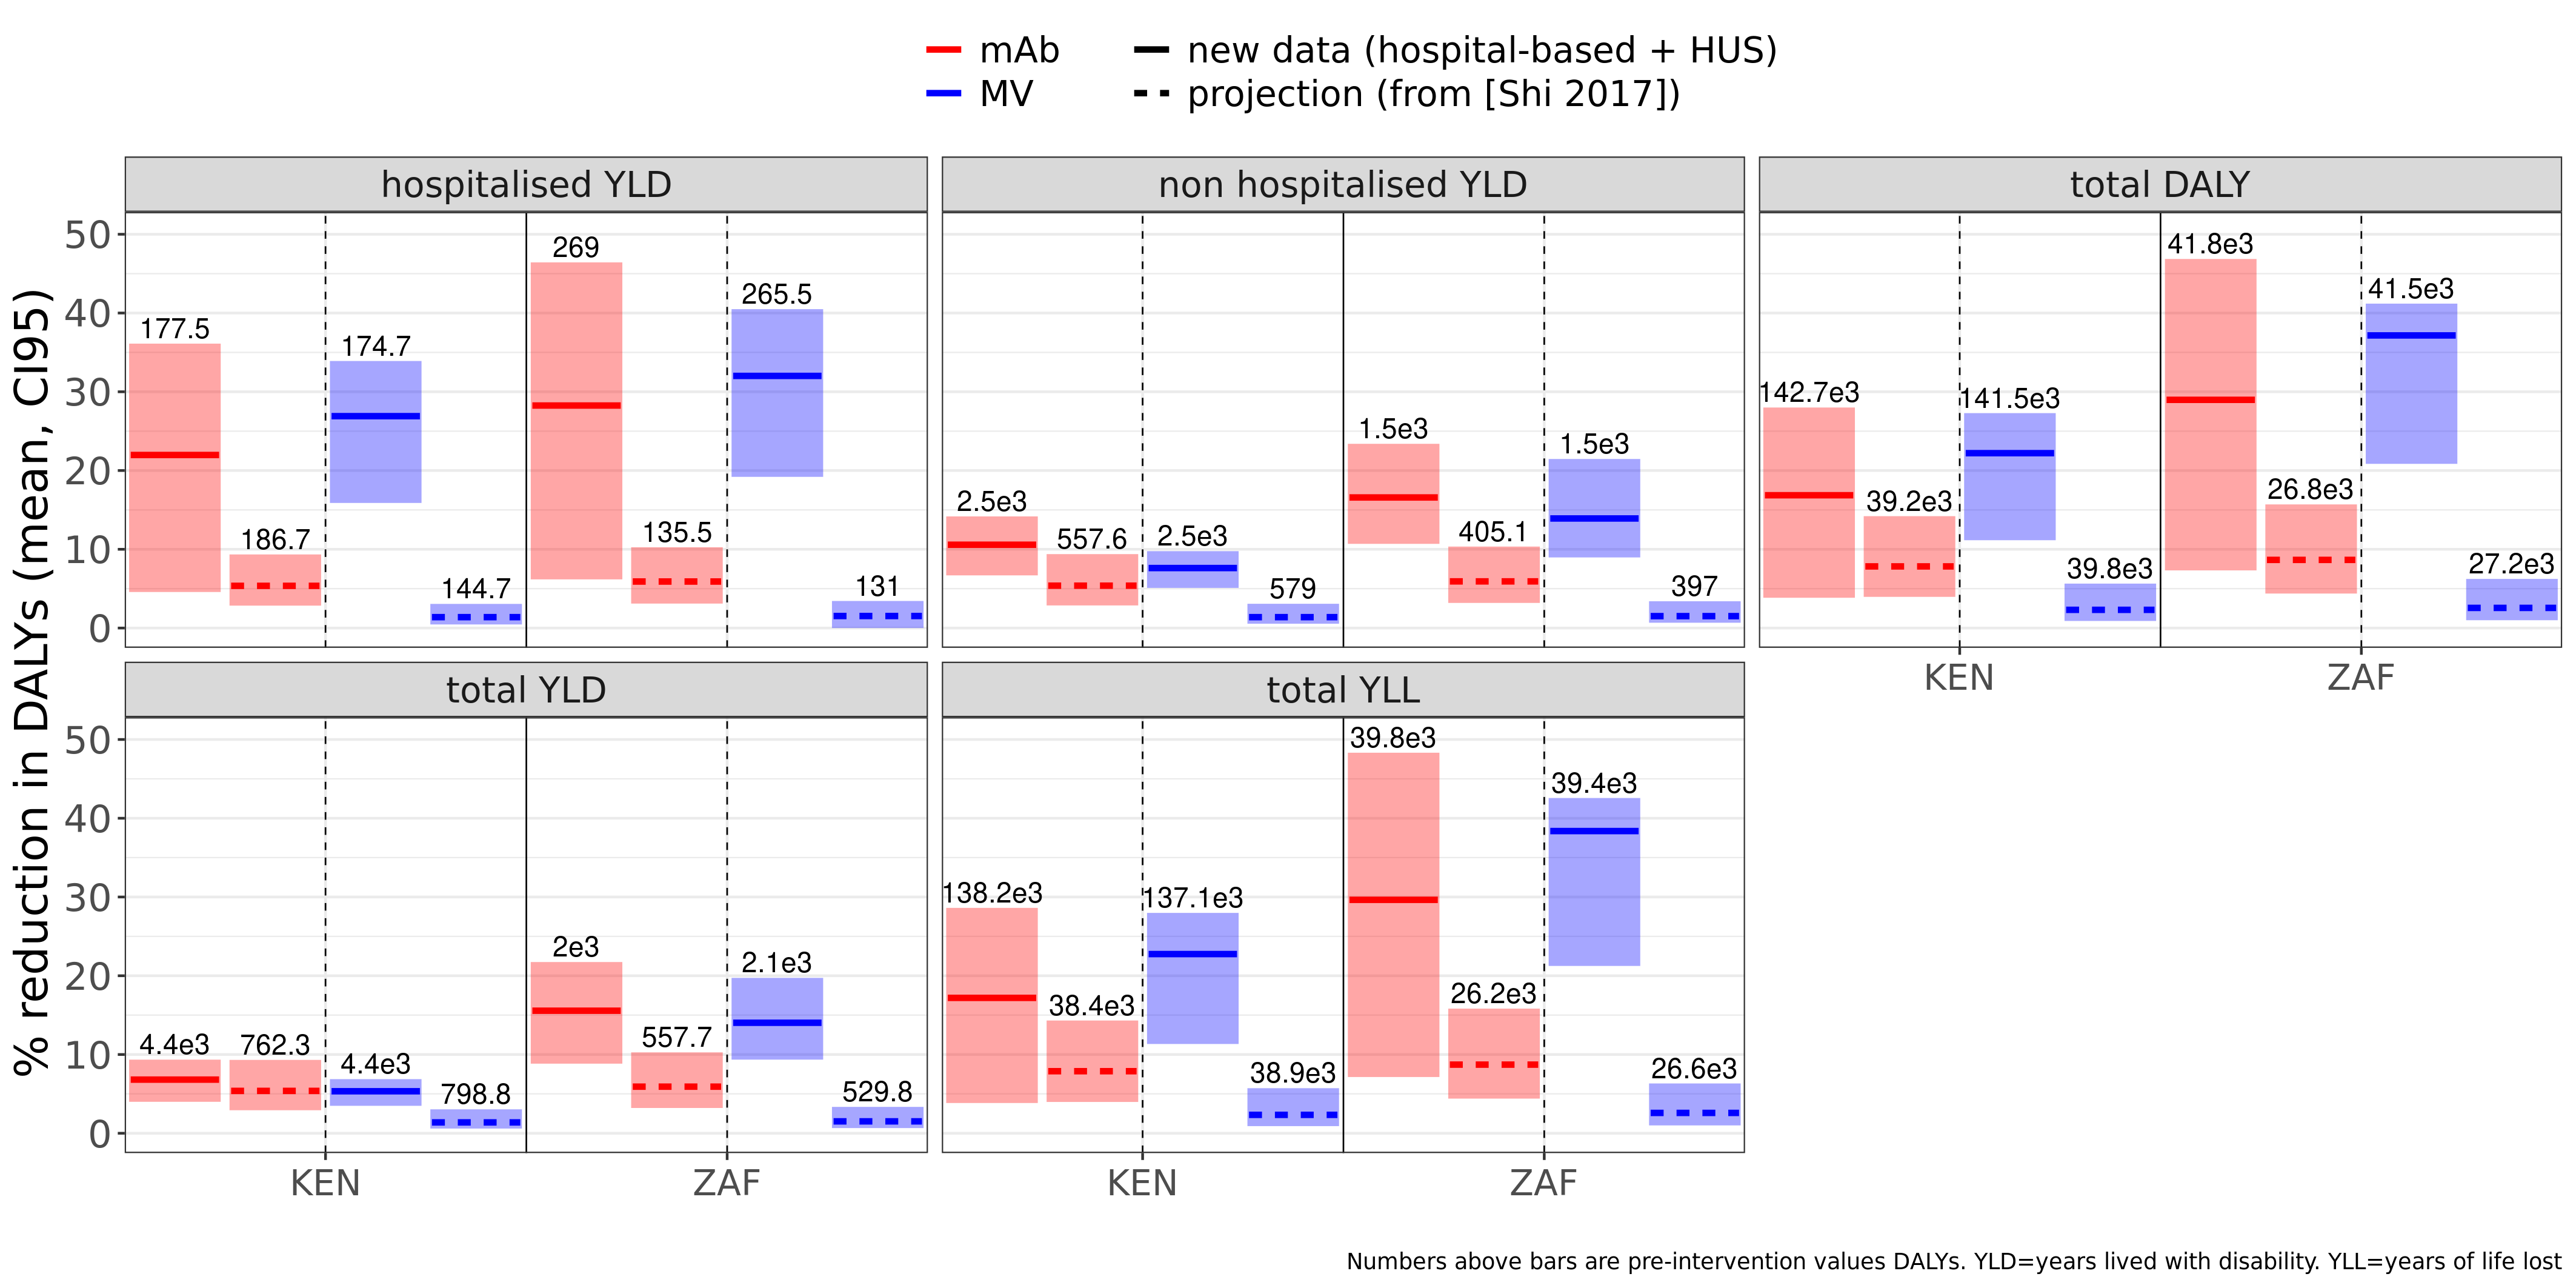 mAb
MV
new data (hospital-based + HUS)
projection (from [Shi 2017])
% reduction in DALYs (mean, CI95)
hospitalised YLD
50
40
30
20
10
0
177.5
186.7
174.7
144.7
269
135.5
265.5
131
non hospitalised YLD
2.5e3
557.6
2.5e3
579
1.5e3
405.1
1.5e3
397
total DALY
142.7e3
39.2e3
141.5e3
39.8e3
41.8e3
26.8e3
41.5e3
27.2e3
KEN
ZAF
total YLD
50
40
30
20
10
0
4.4e3
762.3
4.4e3
798.8
2e3
557.7
2.1e3
529.8
KEN
ZAF
total YLL
138.2e3
38.4e3
137.1e3
38.9e3
39.8e3
26.2e3
39.4e3
26.6e3
KEN
ZAF
Numbers above bars are pre-intervention values DALYs. YLD=years lived with disability. YLL=years of life lost